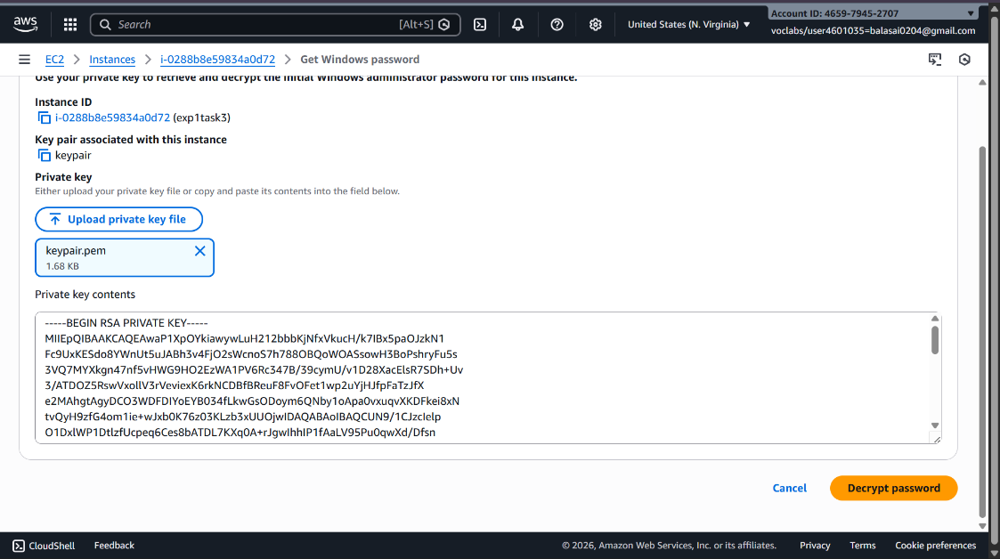 aws
Search
[Alt+S]
United States (N. Virginia)
Account ID: 4659-7945-2707
voclabs/user4601035=balasai0204@gmail.com
EC2
Instances
i-0288b8e59834a0d72
Get Windows password
Use your private key to retrieve and decrypt the initial Windows administrator password for this instance.
Instance ID
i-0288b8e59834a0d72 (exp1task3)
Key pair associated with this instance
keypair
Private key
Either upload your private key file or copy and paste its contents into the field below.
Upload private key file
keypair.pem
1.68 KB
Private key contents
-----BEGIN RSA PRIVATE KEY-----
MIIEpQIBAAKCAQEAwaP1XpOYkiawywLuH212bbbKjNfxVkucH/k7IBx5paOJzkN1
Fc9UxKESdo8YWnUt5uJABh3v4FjO2sWcnoS7h788OBQoWOASsowH3BoPshryFu5s
3VQ7MYXkgn47nf5vHWG9HO2EzWA1PV6Rc347B/39cymU/v1D28XacElsR7SDh+Uv
3/ATDOZ5RswVxollV3rVeviexK6rkNCDBfBReuF8FvOFet1wp2uYjHJfpFaTzJfX
e2MAhgtAgyDCO3WDFDIYoEYB034fLkwGsODoym6QNby1oApa0vxuqvXKDFkei8xN
tvQyH9zfG4om1ie+wJxb0K76z03KLzb3xUUOjwIDAQABAoIBAQCUN9/1CJzcIelp
O1DxlWP1DtlzfUcpeq6Ces8bATDL7KXq0A+rJgwIhhIP1fAaLV95Pu0qwXd/Dfsn
Cancel
Decrypt password
CloudShell
Feedback
© 2026, Amazon Web Services, Inc. or its affiliates.
Privacy
Terms
Cookie preferences